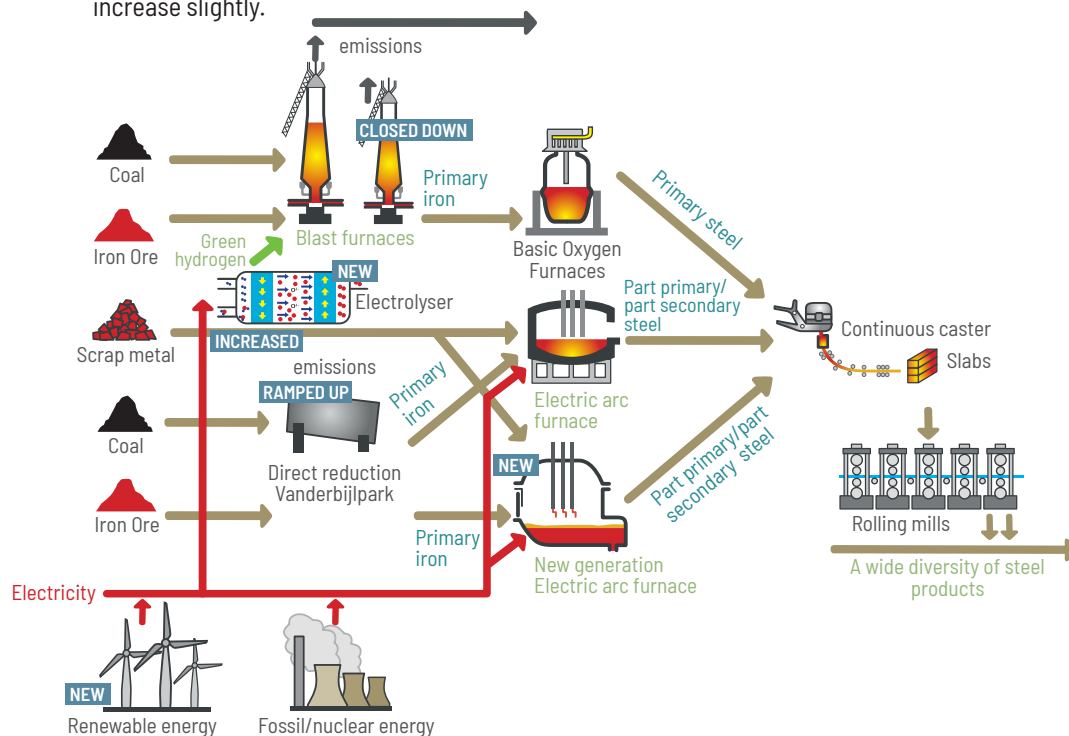 increase slightly.
emissions
CLOSED DOWN
Coal
Primary
iron
Primary steel
Iron Ore
Green
hydrogen
Blast furnaces
Basic Oxygen
Furnaces
NEW
Electrolyser
Part primary/
part secondary
steel
Scrap metal
INCREASED
Continuous caster
Slabs
emissions
RAMPED UP
Primary
iron
Electric arc
furnace
Coal
Direct reduction
Vanderbijlpark
NEW
Part primary/part
secondary steel
Iron Ore
Primary
iron
Rolling mills
New generation
Electric arc furnace
A wide diversity of steel
products
Electricity
NEW
Renewable energy
Fossil/nuclear energy